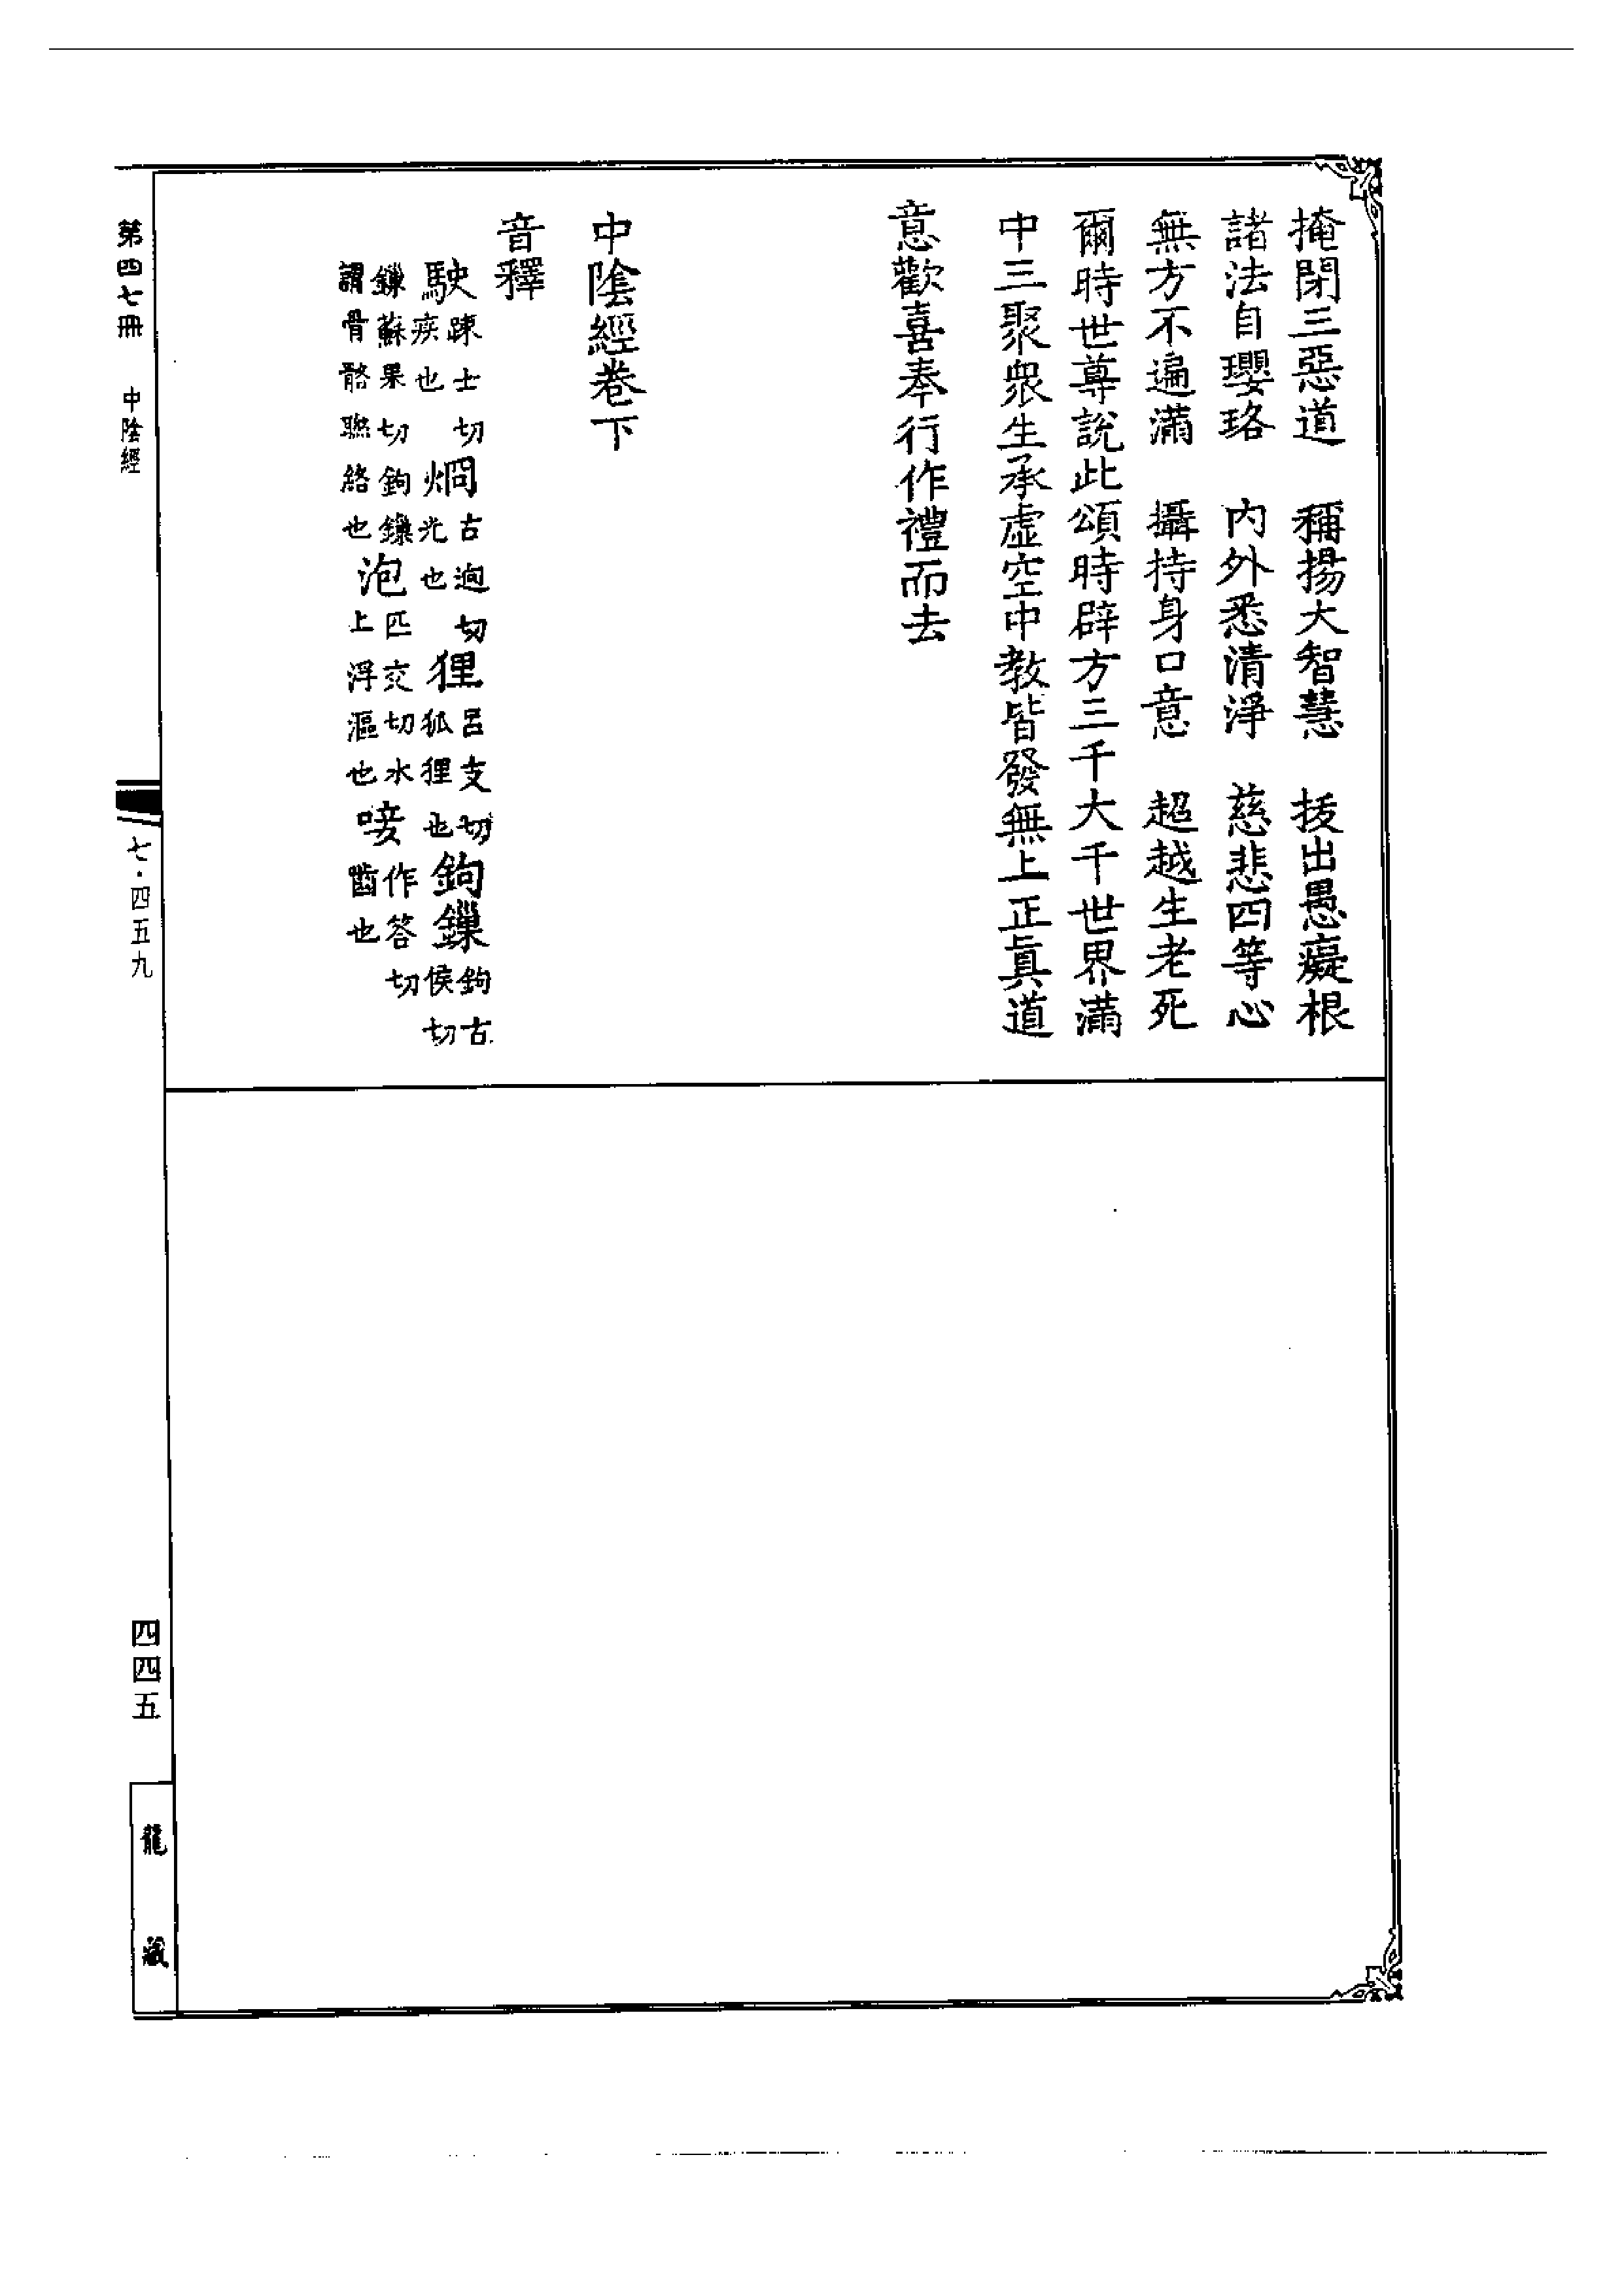 掩閉三惡道　稱揚大智慧　拔出愚癡根
諸法自瓔珞　內外悉清淨　慈悲四等心
無方不遍滿　攝持身口意　超越生老死
爾時世尊說此頌時辟方三千大千世界滿
中三聚衆生承虛空中教皆發無上正眞道
意歡喜奉行作禮而去
中陰經卷下
音釋
駛踈士切疾也　烱古迥切光也　狸呂支切狐狸也　鉤鏁鉤古侯切
鏁蘇果切鉤鏁謂骨骼聯絡也　泡匹交切水上浮漚也　唼作答切嚙也
第四七冊　中陰經
七·四五九
四四五
龍藏